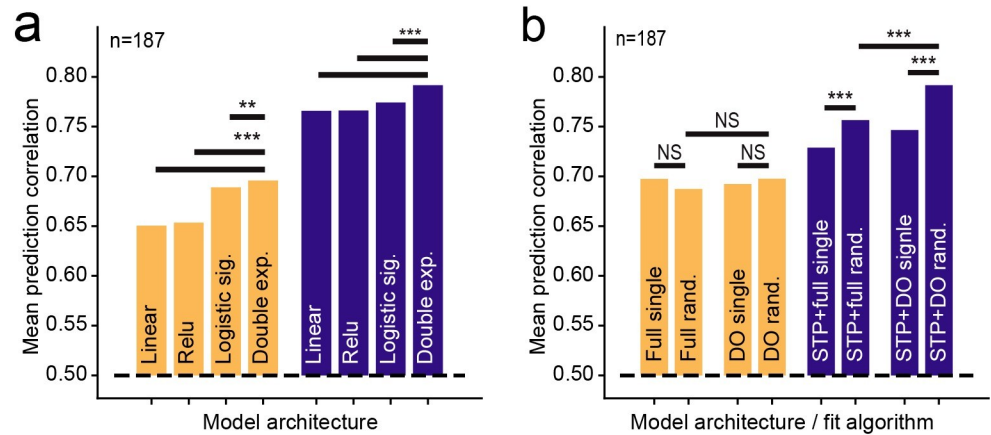 a
n=187
Mean prediction correlation
0.80
0.75
0.70
0.65
0.60
0.55
0.50
**
***
***
Linear
Relu
Logistic sig.
Double exp.
Linear
Relu
Logistic sig.
Double exp.
Model architecture
b
n=187
Mean prediction correlation
0.80
0.75
0.70
0.65
0.60
0.55
0.50
NS
NS
NS
***
***
***
Full single
Full rand.
DO single
DO rand.
STP+full single
STP+full rand.
STP+DO signle
STP+DO rand.
Model architecture / fit algorithm